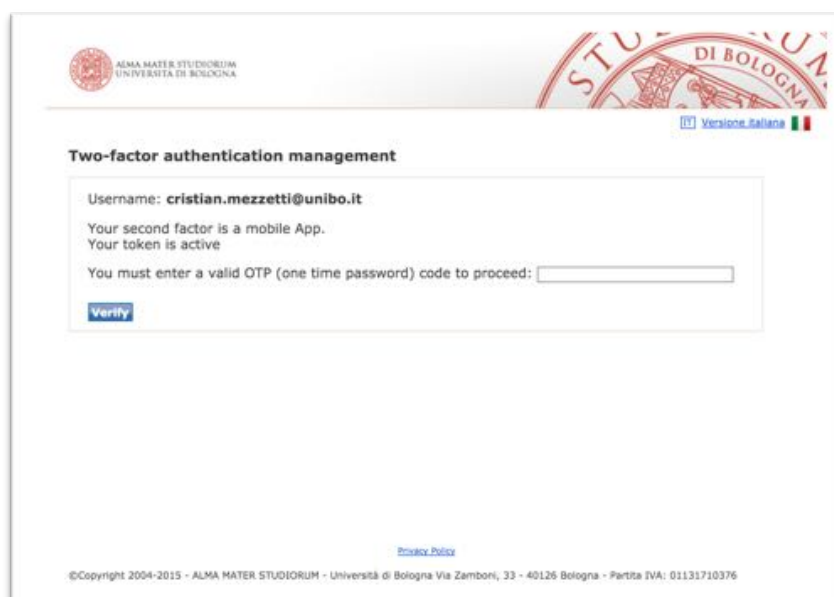 ALMA MATER STUDIORUM
UNIVERSITÀ DI BOLOGNA
STUDIORUM
DI BOLOGNA
IT Versione italiana
Two-factor authentication management
Username: cristian.mezzetti@unibo.it
Your second factor is a mobile App.
Your token is active
You must enter a valid OTP (one time password) code to proceed:
Verify
Privacy Policy
©Copyright 2004-2015 - ALMA MATER STUDIORUM - Università di Bologna Via Zamboni, 33 - 40126 Bologna - Partita IVA: 01131710376